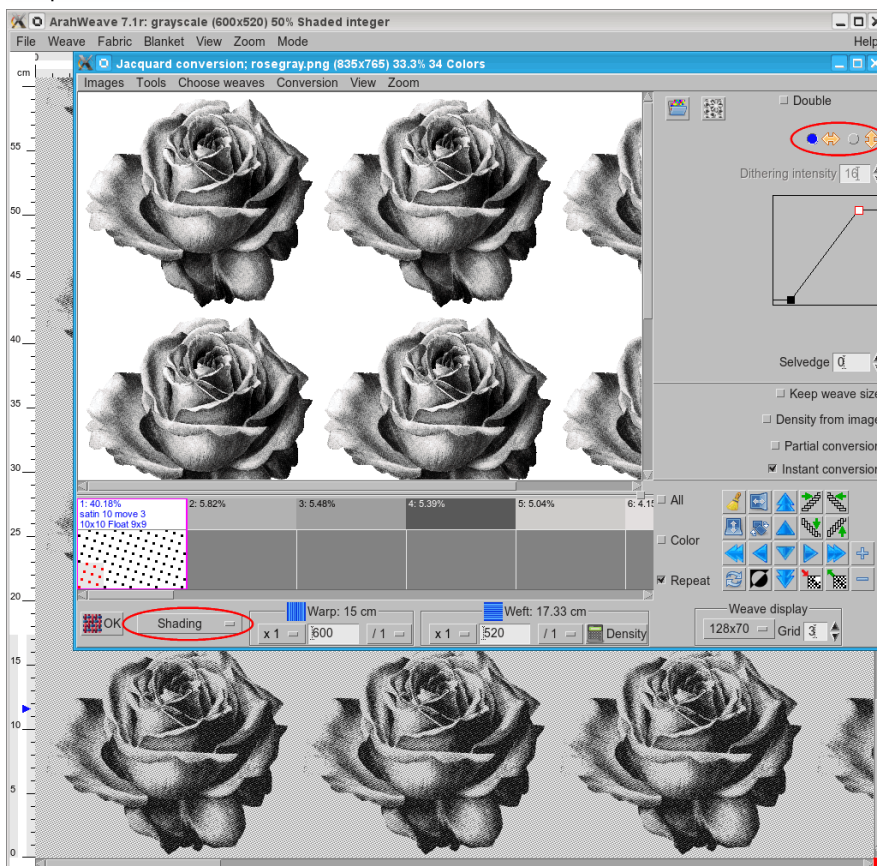 ArahWeave 7.1r: grayscale (600x520) 50% Shaded integer
File Weave Fabric Blanket View Zoom Mode Help
cm
Jacquard conversion; rosegray.png (835x765) 33.3% 34 Colors
Images Tools Choose weaves Conversion View Zoom
Double
Dithering intensity 16
Selvedge 0
Keep weave size
Density from image
Partial conversion
Instant conversion
1: 40.18%
satin 10 move 3
10x10 Float 9x9
2: 5.82%
3: 5.48%
4: 5.39%
5: 5.04%
6: 4.15
All
Color
Repeat
OK
Shading
Warp: 15 cm
x 1 600 / 1
Weft: 17.33 cm
x 1 520 / 1
Density
Weave display
128x70 Grid 3
55
50
45
40
35
30
25
20
15
10
5
0